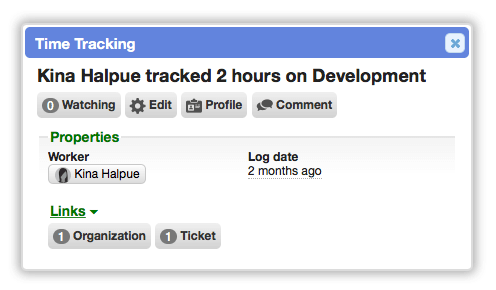 Time Tracking
Kina Halpue tracked 2 hours on Development
0 Watching Edit Profile Comment
Properties
Worker Log date
Kina Halpue 2 months ago
Links
1 Organization 1 Ticket